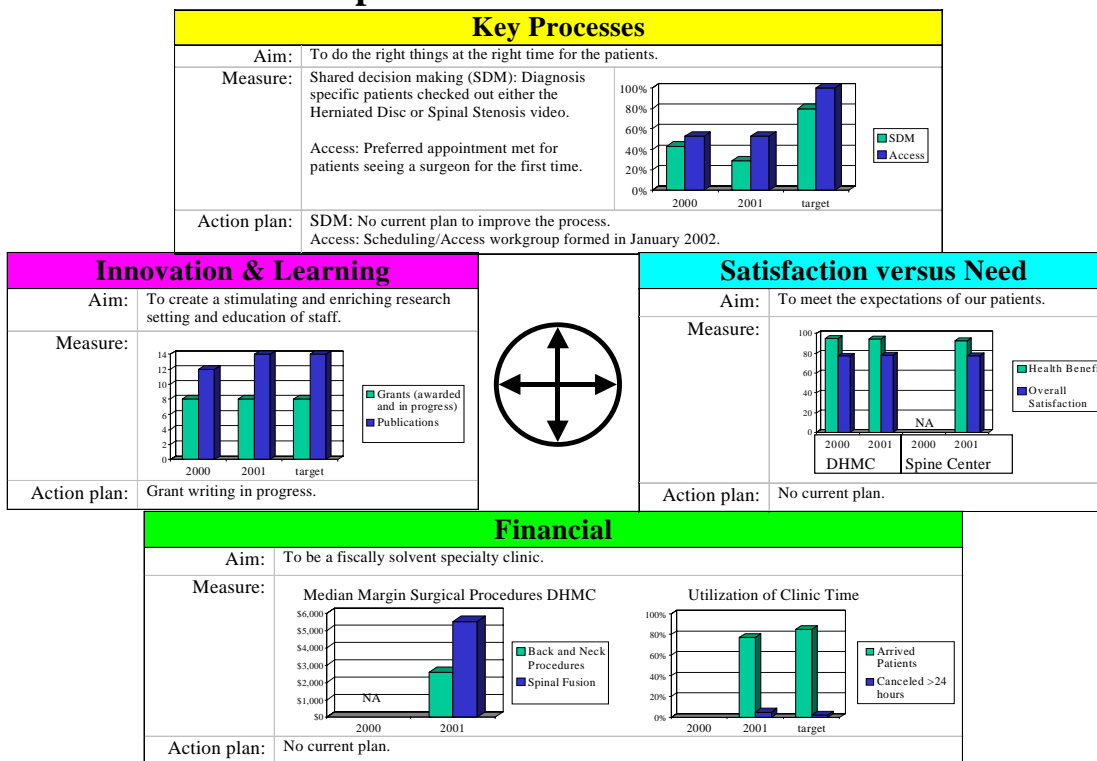 Key Processes
Aim: To do the right things at the right time for the patients.
Measure: Shared decision making (SDM): Diagnosis
specific patients checked out either the
Herniated Disc or Spinal Stenosis video.
Access: Preferred appointment met for
patients seeing a surgeon for the first time.
100%
80%
60%
40%
20%
0%
2000 2001 target
SDM
Access
Action plan: SDM: No current plan to improve the process.
Access: Scheduling/Access workgroup formed in January 2002.
Innovation & Learning
Aim: To create a stimulating and enriching research
setting and education of staff.
Measure:
14
12
10
8
6
4
2
0
2000 2001 target
Grants (awarded
and in progress)
Publications
Action plan: Grant writing in progress.
Satisfaction versus Need
Aim: To meet the expectations of our patients.
Measure:
100
80
60
40
20
0
NA
2000 2001 2000 2001
DHMC Spine Center
Health Benef
Overall
Satisfaction
Action plan: No current plan.
Financial
Aim: To be a fiscally solvent specialty clinic.
Measure:
Median Margin Surgical Procedures DHMC
$6,000
$5,000
$4,000
$3,000
$2,000
$1,000
$0
NA
2000 2001
Back and Neck
Procedures
Spinal Fusion
Utilization of Clinic Time
100%
80%
60%
40%
20%
0%
2000 2001 target
Arrived
Patients
Canceled >24
hours
Action plan: No current plan.